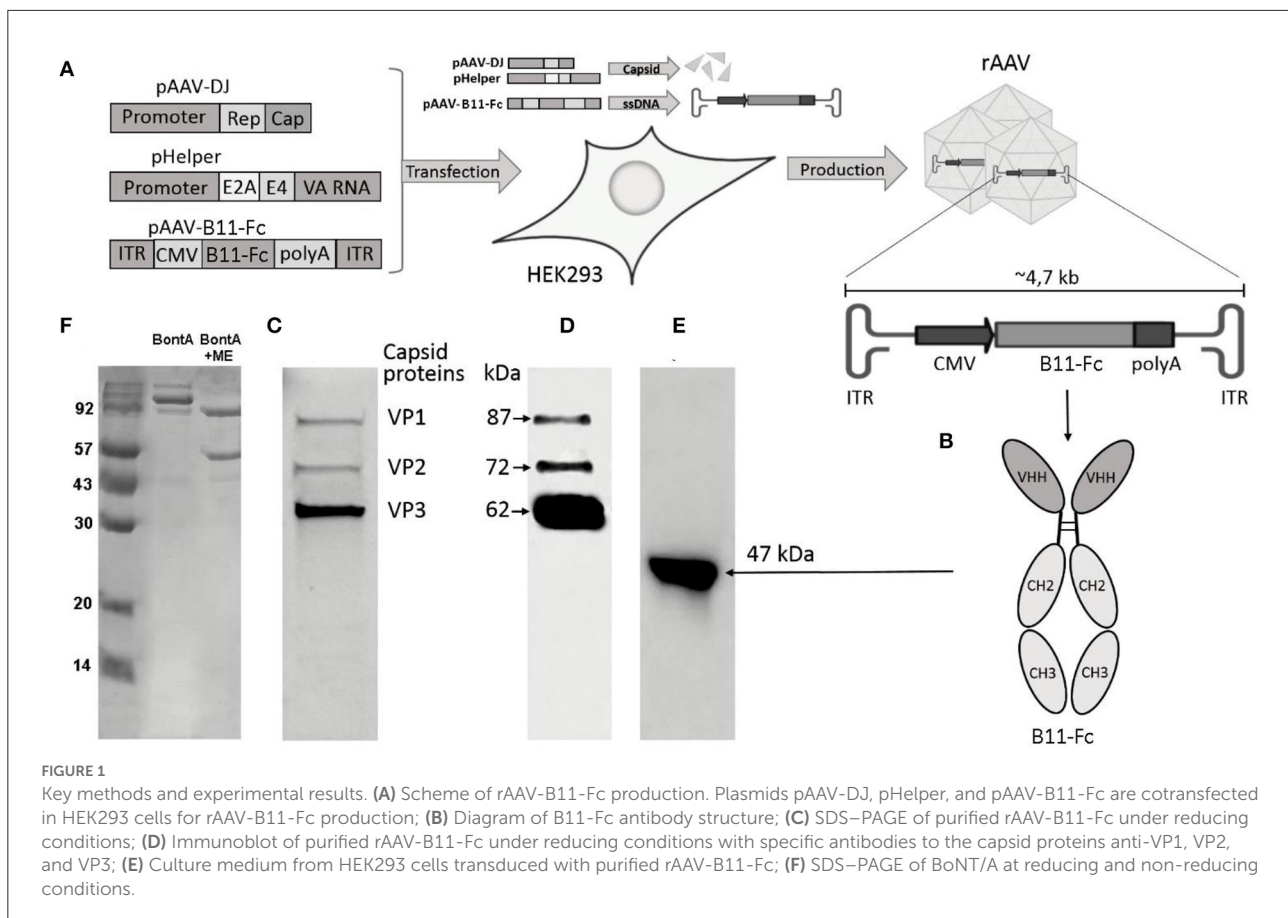 A
pAAV-DJ
Promoter Rep Cap
pHelper
Promoter E2A E4 VA RNA
pAAV-B11-Fc
ITR CMV B11-Fc polyA ITR
Transfection
pAAV-DJ
pHelper
Capsid
pAAV-B11-Fc
ssDNA
HEK293
Production
rAAV
~4,7 kb
CMV B11-Fc polyA
ITR ITR
F
BontA BontA
+ME
92
57
43
30
20
14
C
Capsid
proteins
VP1
VP2
VP3
D
kDa
87
72
62
E
47 kDa
B
VHH VHH
CH2 CH2
CH3 CH3
B11-Fc
FIGURE 1
Key methods and experimental results. (A) Scheme of rAAV-B11-Fc production. Plasmids pAAV-DJ, pHelper, and pAAV-B11-Fc are cotransfected
in HEK293 cells for rAAV-B11-Fc production; (B) Diagram of B11-Fc antibody structure; (C) SDS–PAGE of purified rAAV-B11-Fc under reducing
conditions; (D) Immunoblot of purified rAAV-B11-Fc under reducing conditions with specific antibodies to the capsid proteins anti-VP1, VP2,
and VP3; (E) Culture medium from HEK293 cells transduced with purified rAAV-B11-Fc; (F) SDS–PAGE of BoNT/A at reducing and non-reducing
conditions.